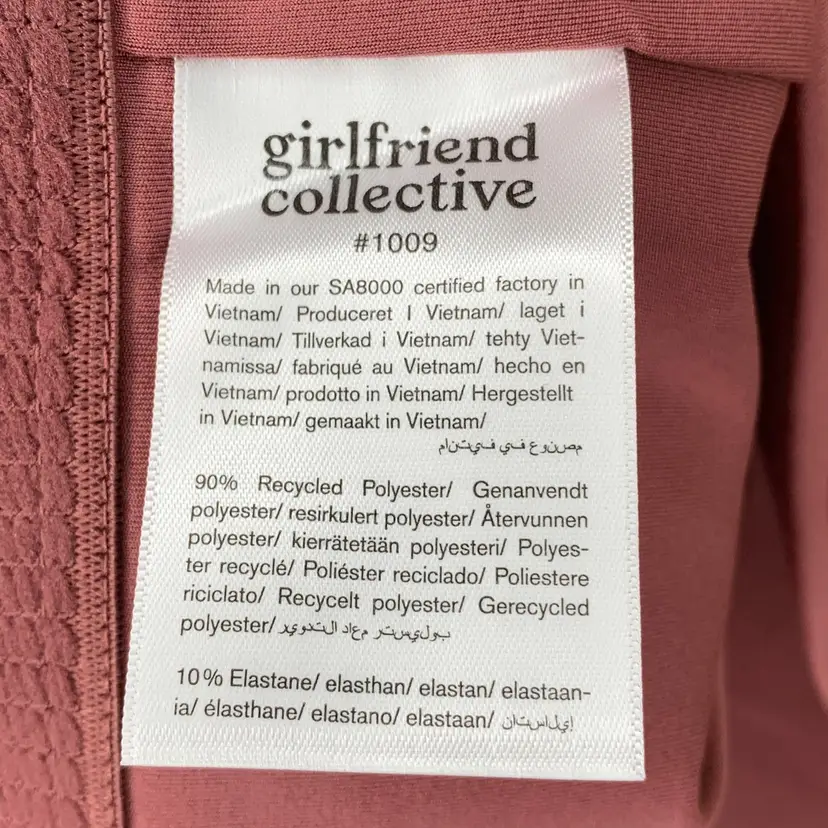 girlfriend
collective
#1009
Made in our SA8000 certified factory in
Vietnam/ Produceret I Vietnam/ laget i
Vietnam/ Tillverkad i Vietnam/ tehty Viet-
namissa/ fabriqué au Vietnam/ hecho en
Vietnam/ prodotto in Vietnam/ Hergestellt
in Vietnam/ gemaakt in Vietnam/
مصنوع في فيتنام
90% Recycled Polyester/ Genanvendt
polyester/ resirkulert polyester/ Återvunnen
polyester/ kierrätetään polyesteri/ Polyes-
ter recyclé/ Poliéster reciclado/ Poliestere
riciclato/ Recycelt polyester/ Gerecycled
polyester/ بوليستر معاد التدوير
10% Elastane/ elasthan/ elastan/ elastaan-
ia/ élasthane/ elastano/ elastaan/ إيلاستان